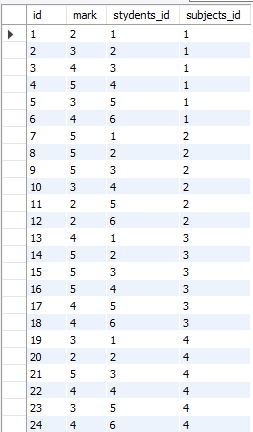 id mark stydents_id subjects_id
1 2 1 1
2 3 2 1
3 4 3 1
4 5 4 1
5 3 5 1
6 4 6 1
7 5 1 2
8 5 2 2
9 5 3 2
10 3 4 2
11 2 5 2
12 2 6 2
13 4 1 3
14 5 2 3
15 5 3 3
16 5 4 3
17 4 5 3
18 4 6 3
19 3 1 4
20 2 2 4
21 5 3 4
22 4 4 4
23 3 5 4
24 4 6 4